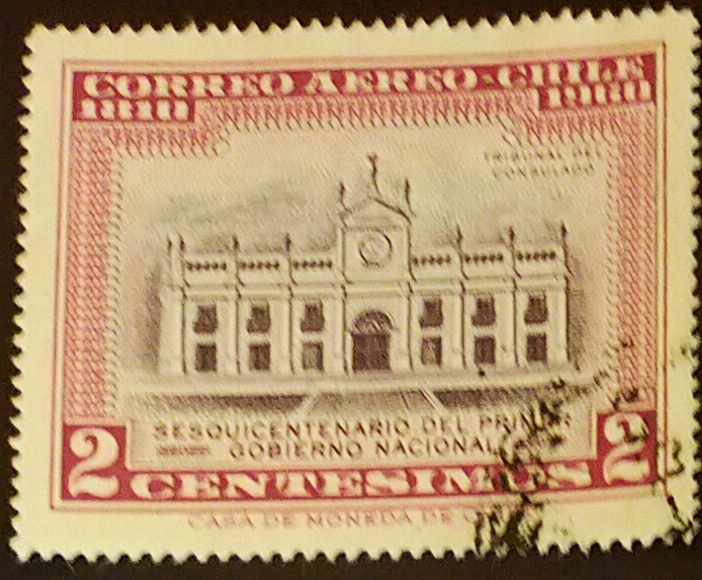 CORREO AEREO-CHILE
1810 1960
TRIBUNAL DEL
CONSULADO
SESQUICENTENARIO DEL PRIMER
GOBIERNO NACIONAL
2 CENTESIMOS 2
CASA DE MONEDA DE